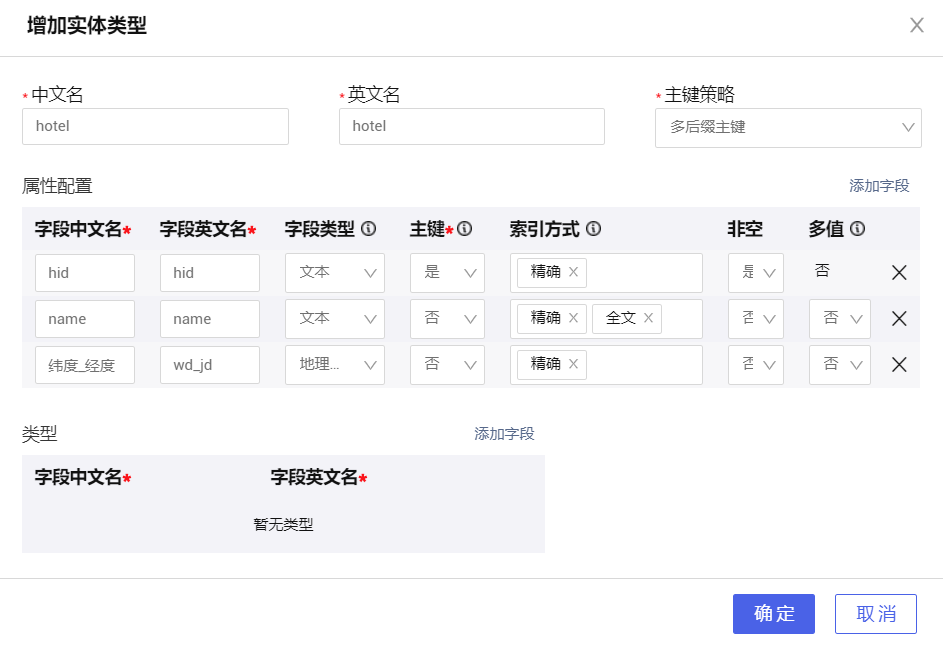 增加实体类型
*中文名 *英文名 *主键策略
hotel hotel 多后缀主键
属性配置 添加字段
字段中文名* 字段英文名* 字段类型 主键* 索引方式 非空 多值
hid hid 文本 是 精确 是 否
name name 文本 否 精确 全文 否 否
纬度_经度 wd_jd 地理... 否 精确 否 否
类型 添加字段
字段中文名* 字段英文名*
暂无类型
确定 取消